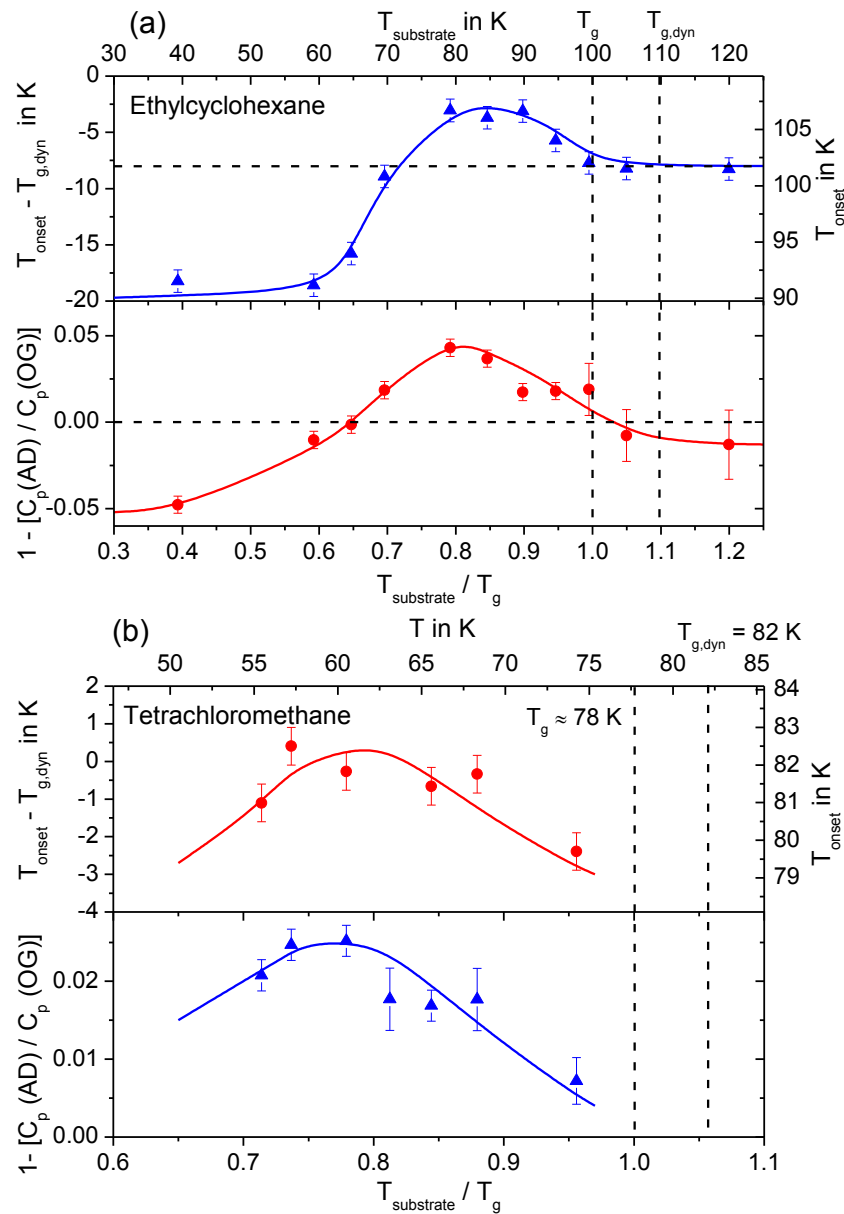 (a)
T_substrate in K
T_g
T_g,dyn
30 40 50 60 70 80 90 100 110 120
0
-5
-10
-15
-20
T_onset - T_g,dyn in K
Ethylcyclohexane
105
100
95
90
T_onset in K
0.05
0.00
-0.05
1 - [C_p(AD) / C_p(OG)]
0.3 0.4 0.5 0.6 0.7 0.8 0.9 1.0 1.1 1.2
T_substrate / T_g
(b)
T in K
T_g,dyn = 82 K
50 55 60 65 70 75 80 85
2
1
0
-1
-2
-3
-4
T_onset - T_g,dyn in K
Tetrachloromethane
T_g ≈ 78 K
84
83
82
81
80
79
T_onset in K
0.02
0.01
0.00
1- [C_p (AD) / C_p (OG)]
0.6 0.7 0.8 0.9 1.0 1.1
T_substrate / T_g